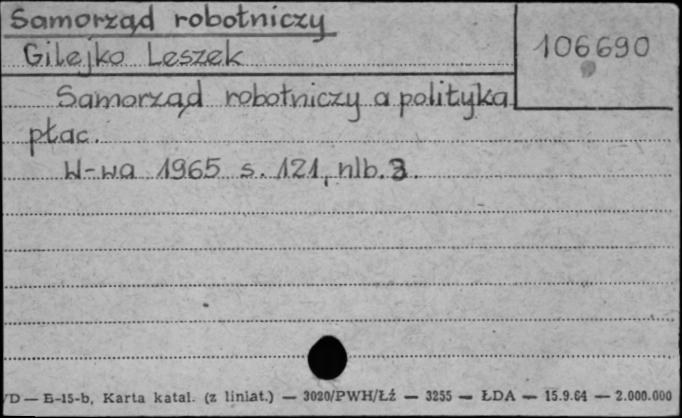 Samorząd robotniczy
Gilejko Leszek
106690
Samorząd robotniczy a polityka
płac.
W-wa 1965 s. 121, nlb. 3.
/D — E-15-b, Karta katal. (z liniat.) — 3020/PWH/Łź — 3255 — ŁDA — 15.9.64 — 2.000.000